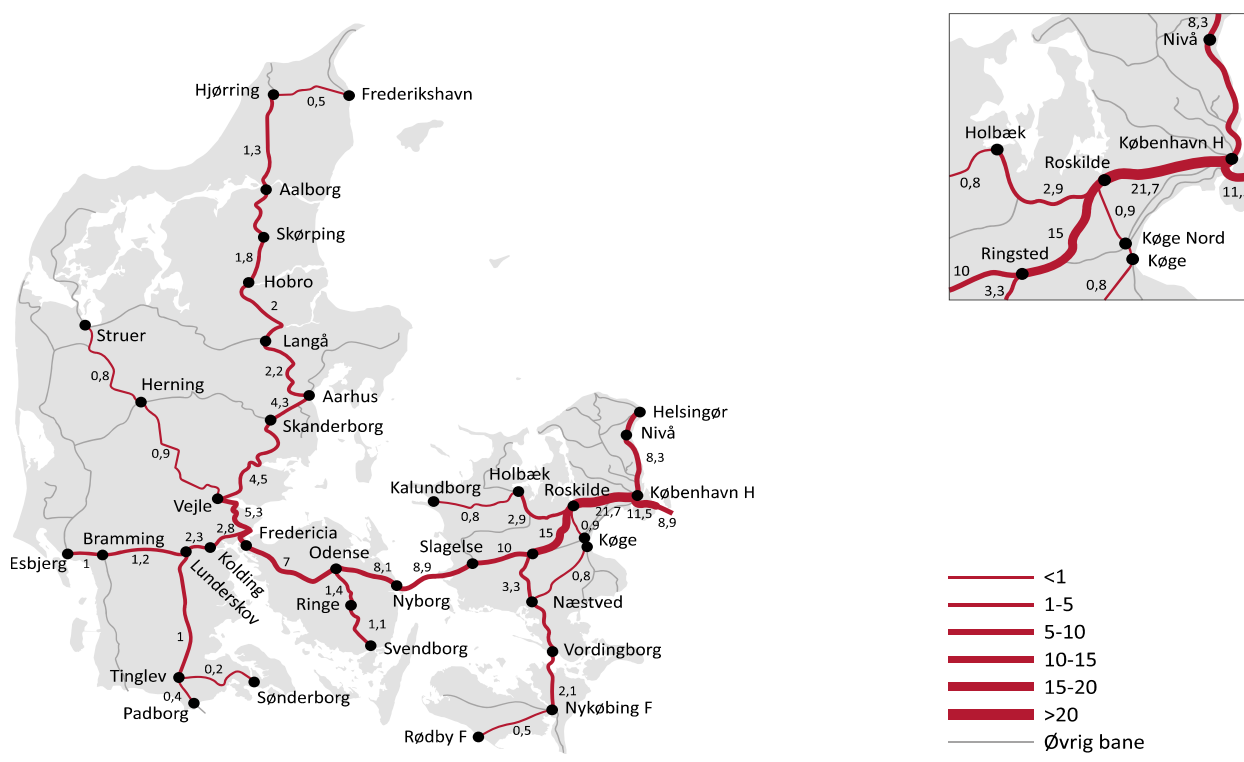 Hjørring
0,5
Frederikshavn
1,3
Aalborg
Skørping
1,8
Hobro
2
Struer
Langå
2,2
0,8
Herning
Aarhus
4,3
Skanderborg
0,9
4,5
Vejle
5,3
2,8
Fredericia
2,3
Bramming
Esbjerg
1
1,2
Kolding
Lunderskov
7
Odense
8,1
8,9
Nyborg
1,4
Ringe
1,1
Svendborg
1
Tinglev
0,2
Sønderborg
0,4
Padborg
Helsingør
Nivå
8,3
Holbæk
Kalundborg
0,8
2,9
Roskilde
København H
21,7
11,5
8,9
0,9
15
Køge
Slagelse
10
0,8
3,3
Næstved
Vordingborg
2,1
Nykøbing F
0,5
Rødby F
8,3
Nivå
Holbæk
København H
Roskilde
0,8
2,9
21,7
11,
0,9
15
Køge Nord
Ringsted
Køge
10
3,3
0,8
<1
1-5
5-10
10-15
15-20
>20
Øvrig bane